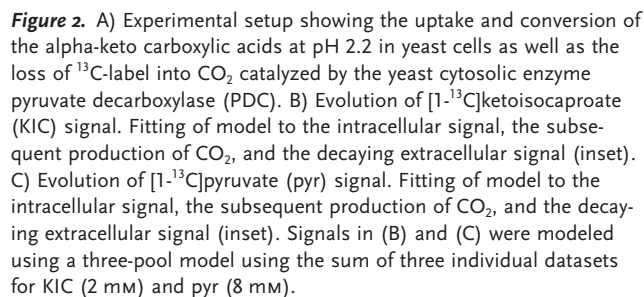 Figure 2. A) Experimental setup showing the uptake and conversion of
the alpha-keto carboxylic acids at pH 2.2 in yeast cells as well as the
loss of ¹³C-label into CO₂ catalyzed by the yeast cytosolic enzyme
pyruvate decarboxylase (PDC). B) Evolution of [1-¹³C]ketoisocaproate
(KIC) signal. Fitting of model to the intracellular signal, the subse-
quent production of CO₂, and the decaying extracellular signal (inset).
C) Evolution of [1-¹³C]pyruvate (pyr) signal. Fitting of model to the
intracellular signal, the subsequent production of CO₂, and the decay-
ing extracellular signal (inset). Signals in (B) and (C) were modeled
using a three-pool model using the sum of three individual datasets
for KIC (2 mM) and pyr (8 mM).